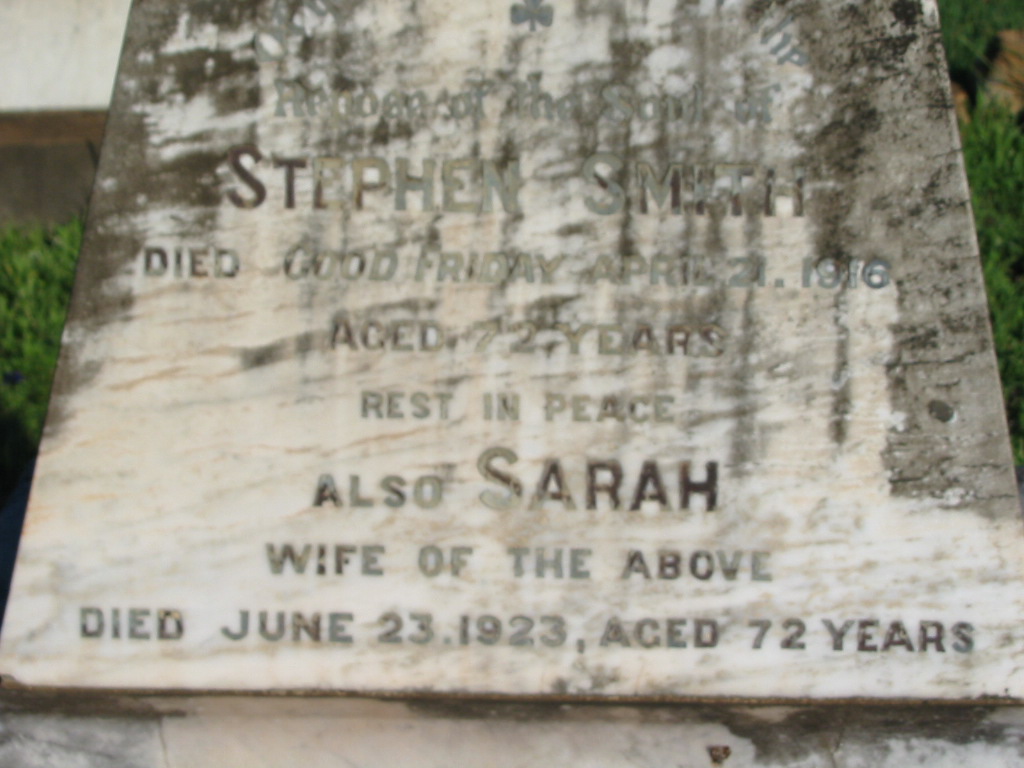 Repose of the Soul of
STEPHEN SMITH
DIED GOOD FRIDAY APRIL 21. 1916
AGED 72 YEARS
REST IN PEACE
ALSO SARAH
WIFE OF THE ABOVE
DIED JUNE 23.1923, AGED 72 YEARS